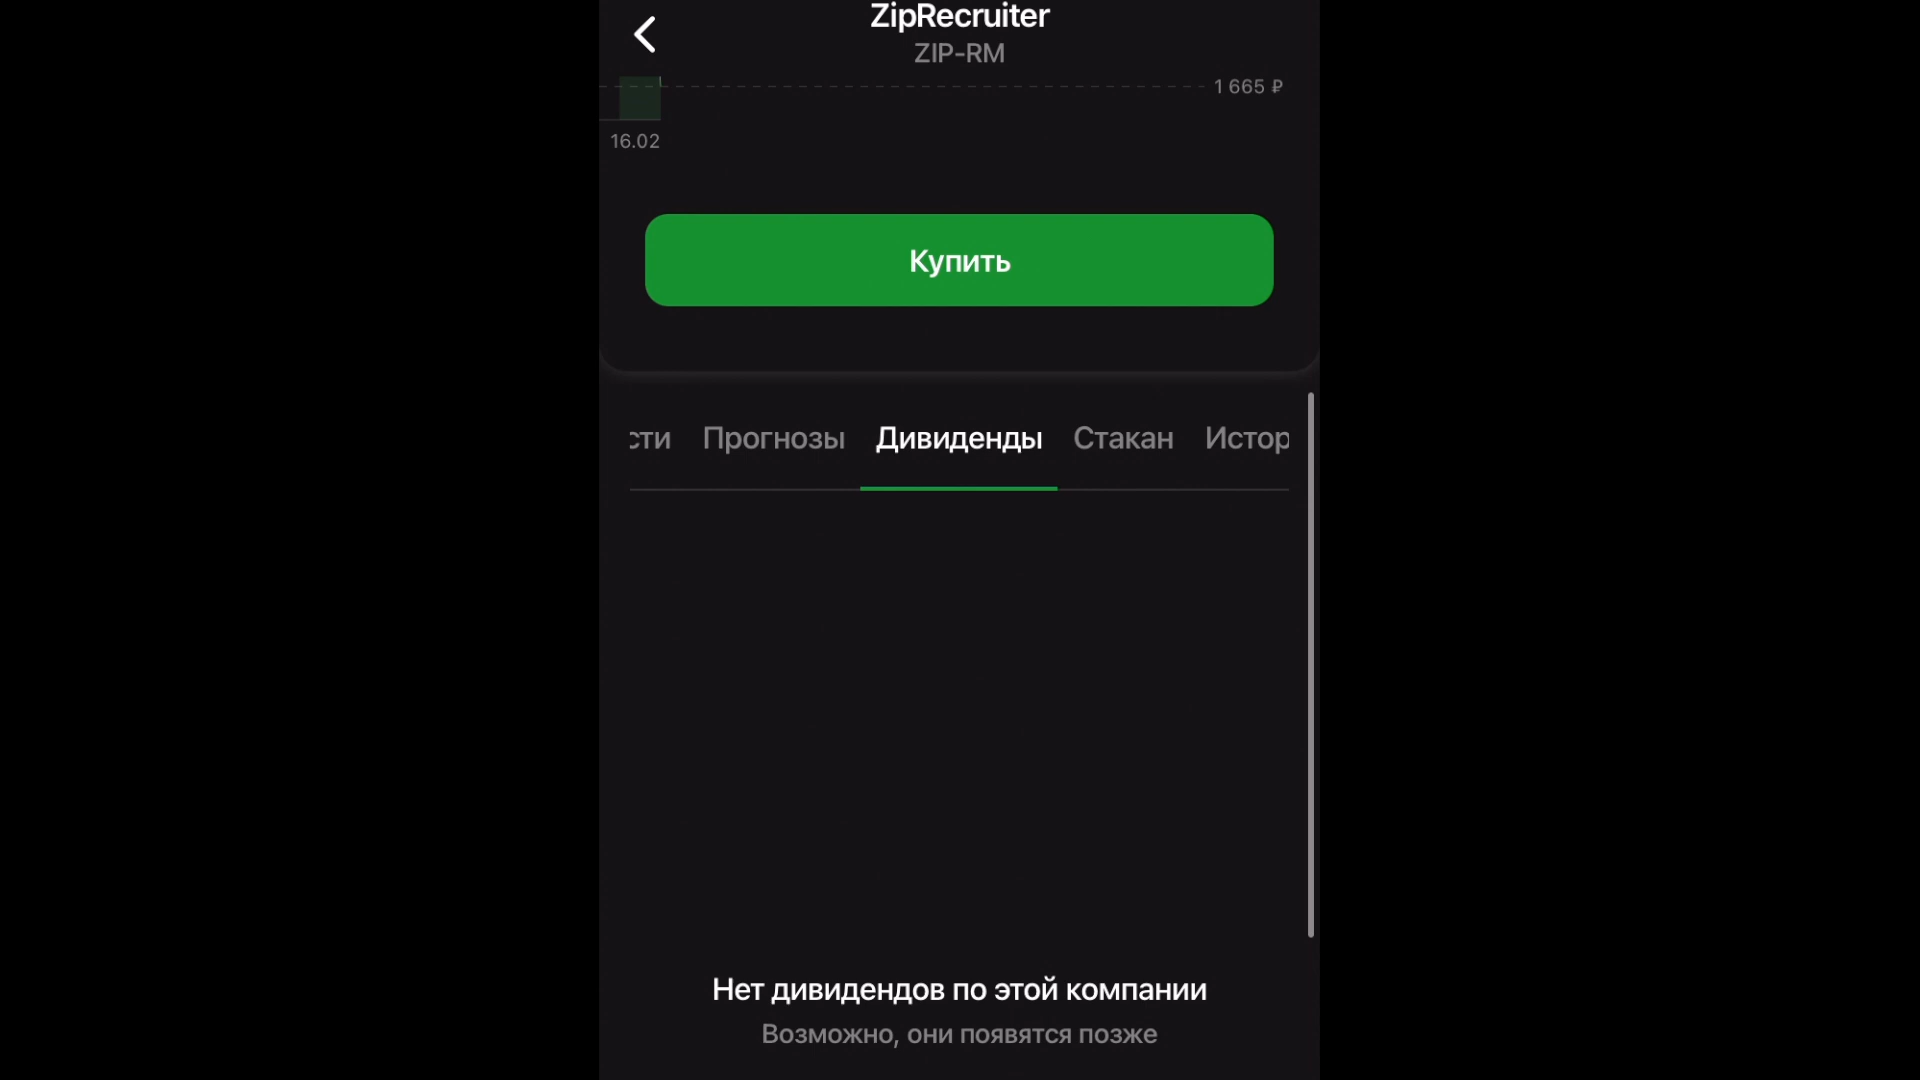 ZipRecruiter
ZIP-RM
1 665 ₽
16.02
Купить
сти Прогнозы Дивиденды Стакан Истор
Нет дивидендов по этой компании
Возможно, они появятся позже